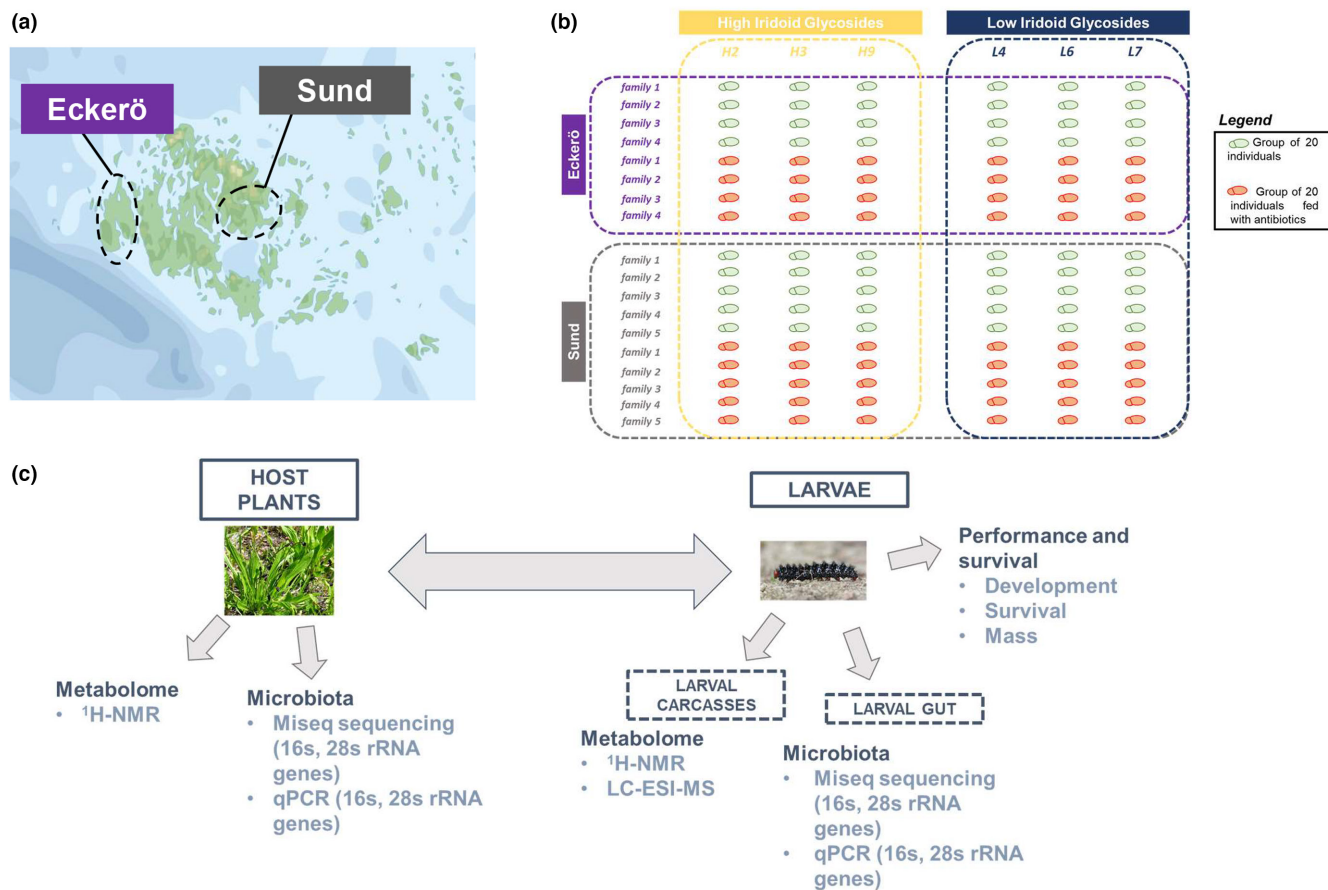 (a)
Eckerö
Sund
(b)
High Iridoid Glycosides
Low Iridoid Glycosides
H2 H3 H9
L4 L6 L7
Eckerö
family 1
family 2
family 3
family 4
family 1
family 2
family 3
family 4
Sund
family 1
family 2
family 3
family 4
family 5
family 1
family 2
family 3
family 4
family 5
Legend
Group of 20
individuals
Group of 20
individuals fed
with antibiotics
(c)
HOST
PLANTS
Metabolome
• ¹H-NMR
Microbiota
• Miseq sequencing
(16s, 28s rRNA
genes)
• qPCR (16s, 28s rRNA
genes)
LARVAE
Performance and
survival
• Development
• Survival
• Mass
LARVAL
CARCASSES
Metabolome
• ¹H-NMR
• LC-ESI-MS
LARVAL GUT
Microbiota
• Miseq sequencing
(16s, 28s rRNA
genes)
• qPCR (16s, 28s rRNA
genes)